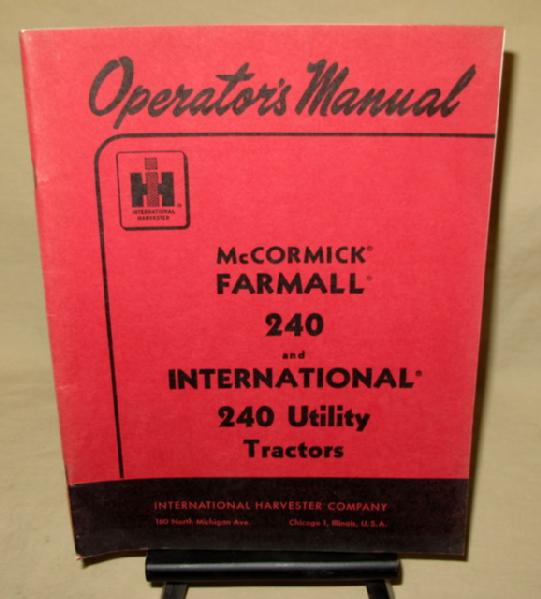 Operator's Manual
IH
INTERNATIONAL
HARVESTER
McCORMICK®
FARMALL®
240
and
INTERNATIONAL®
240 Utility
Tractors
INTERNATIONAL HARVESTER COMPANY
180 North Michigan Ave. Chicago 1, Illinois, U.S.A.